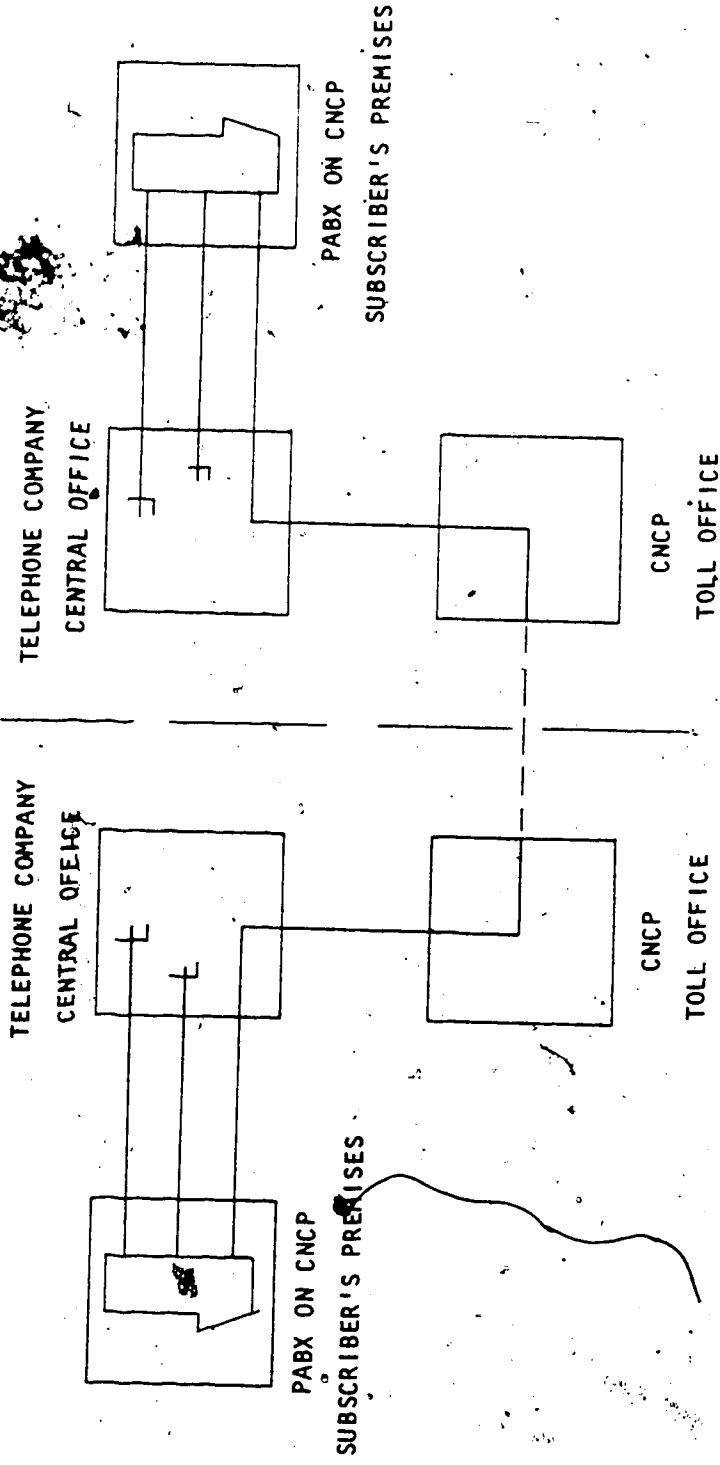 TELEPHONE COMPANY
CENTRAL OFFICE
TELEPHONE COMPANY
CENTRAL OFFICE
PABX ON CNCP
SUBSCRIBER'S PREMISES
PABX ON CNCP
SUBSCRIBER'S PREMISES
CNCP
TOLL OFFICE
CNCP
TOLL OFFICE